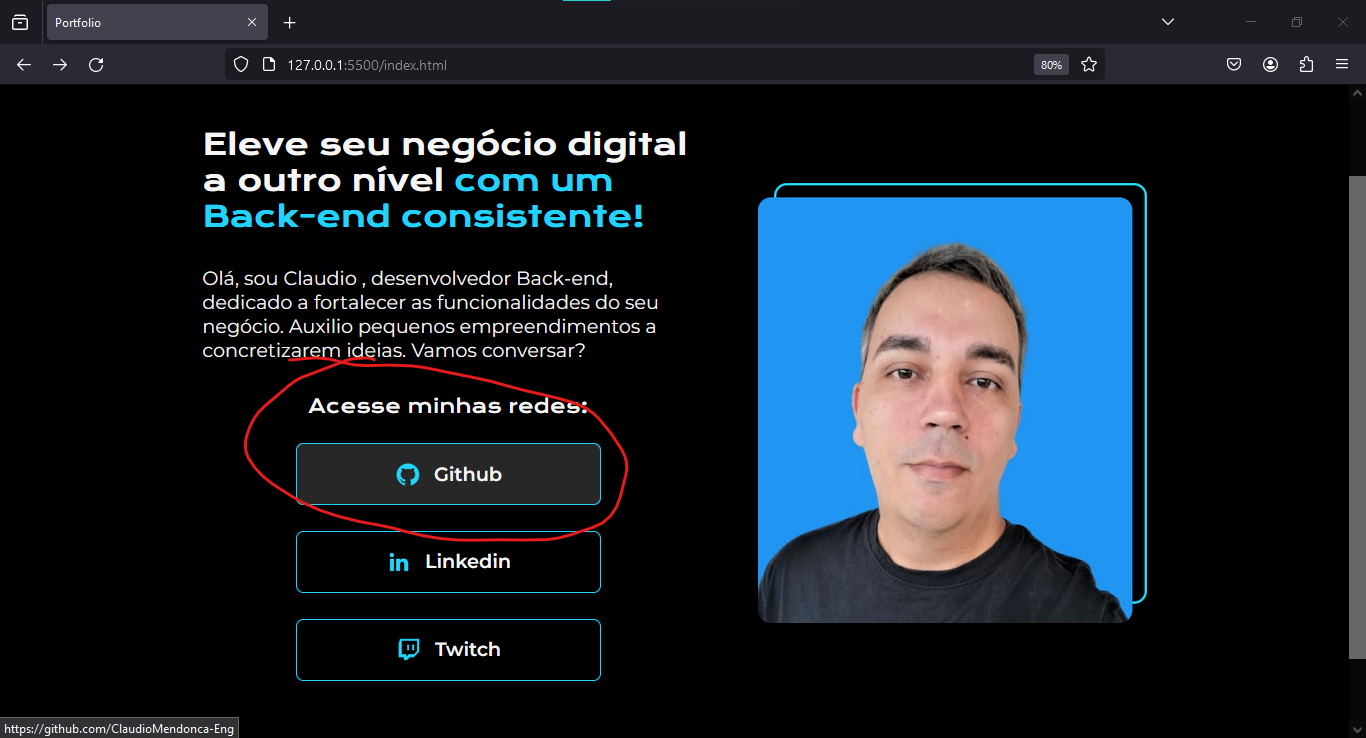 Portfolio
127.0.0.1:5500/index.html
80%
Eleve seu negócio digital
a outro nível com um
Back-end consistente!
Olá, sou Claudio , desenvolvedor Back-end,
dedicado a fortalecer as funcionalidades do seu
negócio. Auxilio pequenos empreendimentos a
concretizarem ideias. Vamos conversar?
Acesse minhas redes:
Github
Linkedin
Twitch
https://github.com/ClaudioMendonca-Eng